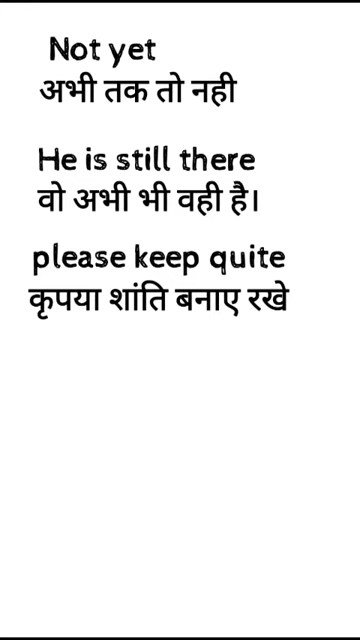 Not yet
अभी तक तो नही
He is still there
वो अभी भी वही है।
please keep quite
कृपया शांति बनाए रखे